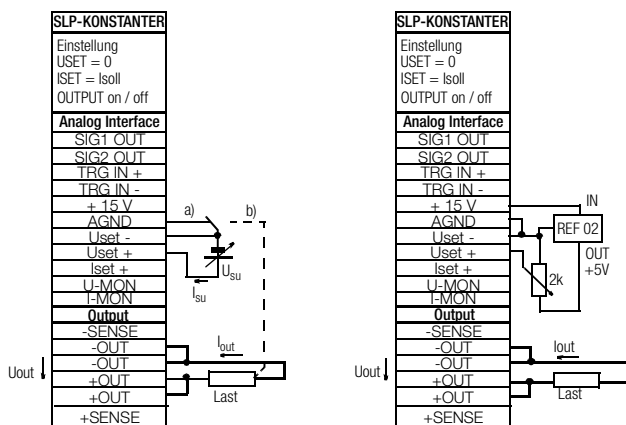 SLP-KONSTANTER
Einstellung
USET = 0
ISET = Isoll
OUTPUT on / off
Analog Interface
SIG1 OUT
SIG2 OUT
TRG IN +
TRG IN -
+ 15 V
AGND
Uset -
Uset +
Iset +
U-MON
I-MON
Output
-SENSE
-OUT
-OUT
+OUT
+OUT
+SENSE
a)
b)
Usu
Isu
Iout
Uout
Last
SLP-KONSTANTER
Einstellung
USET = 0
ISET = Isoll
OUTPUT on / off
Analog Interface
SIG1 OUT
SIG2 OUT
TRG IN +
TRG IN -
+ 15 V
AGND
Uset -
Uset +
Iset +
U-MON
I-MON
Output
-SENSE
-OUT
-OUT
+OUT
+OUT
+SENSE
IN
REF 02
OUT
+5V
2k
Iout
Uout
Last